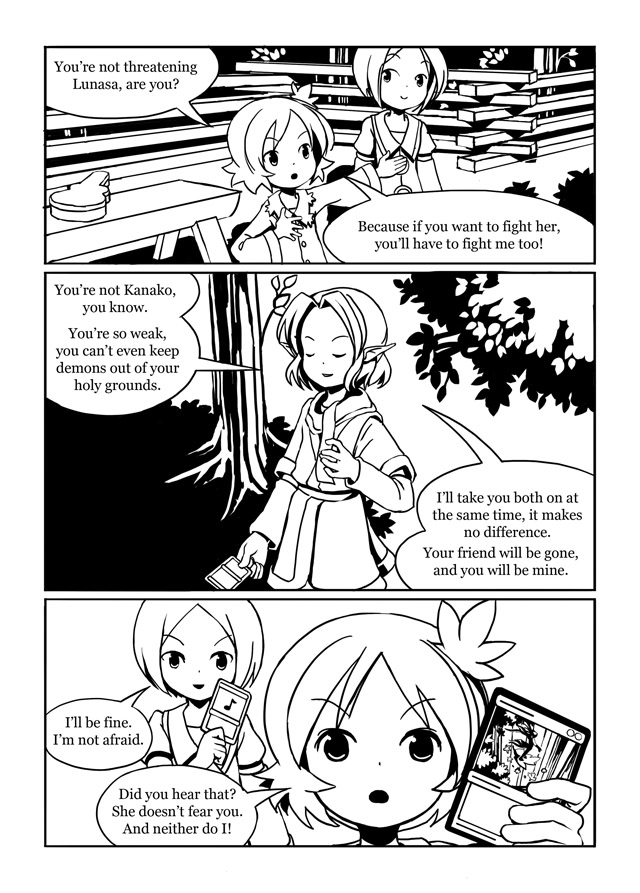 You're not threatening
Lunasa, are you?
Because if you want to fight her,
you'll have to fight me too!
You're not Kanako,
you know.
You're so weak,
you can't even keep
demons out of your
holy grounds.
I'll take you both on at
the same time, it makes
no difference.
Your friend will be gone,
and you will be mine.
I'll be fine.
I'm not afraid.
Did you hear that?
She doesn't fear you.
And neither do I!